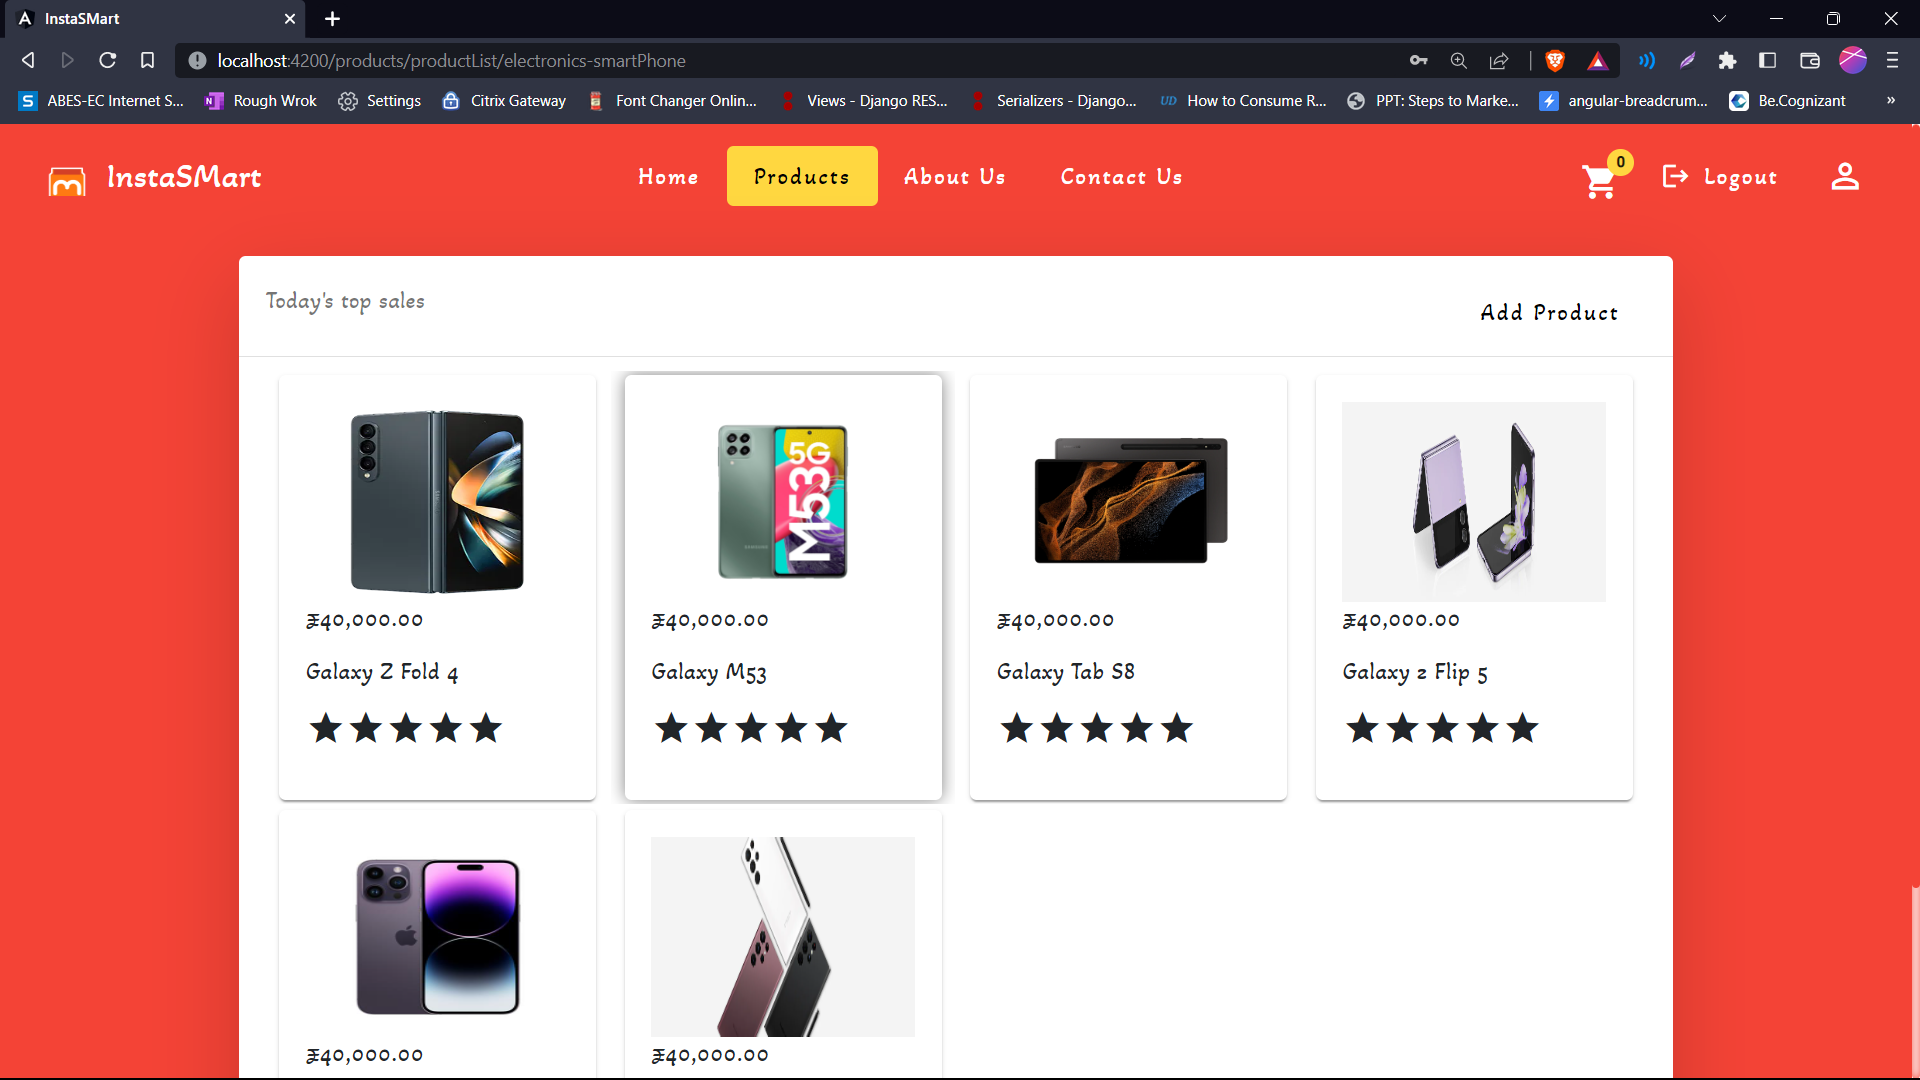 InstaSMart
localhost:4200/products/productList/electronics-smartPhone
ABES-EC Internet S... Rough Wrok Settings Citrix Gateway Font Changer Onlin... Views - Django RES... Serializers - Django... How to Consume R... PPT: Steps to Marke... angular-breadcrum... Be.Cognizant »
InstaSMart Home Products About Us Contact Us 0 Logout
Today's top sales
Add Product
5G
M53
SAMSUNG
₹40,000.00 ₹40,000.00 ₹40,000.00 ₹40,000.00
Galaxy Z Fold 4 Galaxy M53 Galaxy Tab S8 Galaxy z Flip 5
₹40,000.00 ₹40,000.00